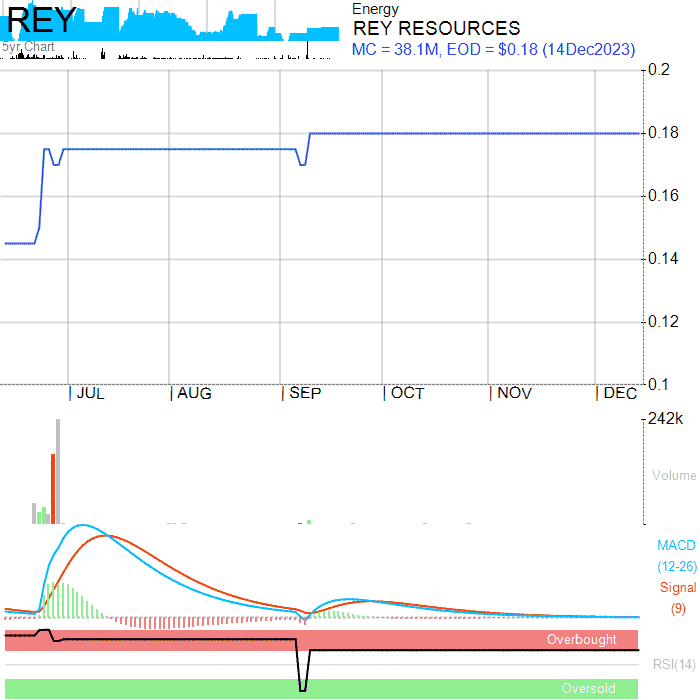 REY
5yr Chart
Energy
REY RESOURCES
MC = 38.1M, EOD = $0.18 (14Dec2023)
0.2
0.18
0.16
0.14
0.12
0.1
JUL AUG SEP OCT NOV DEC
242k
Volume
MACD
(12-26)
Signal
(9)
Overbought
RSI(14)
Oversold